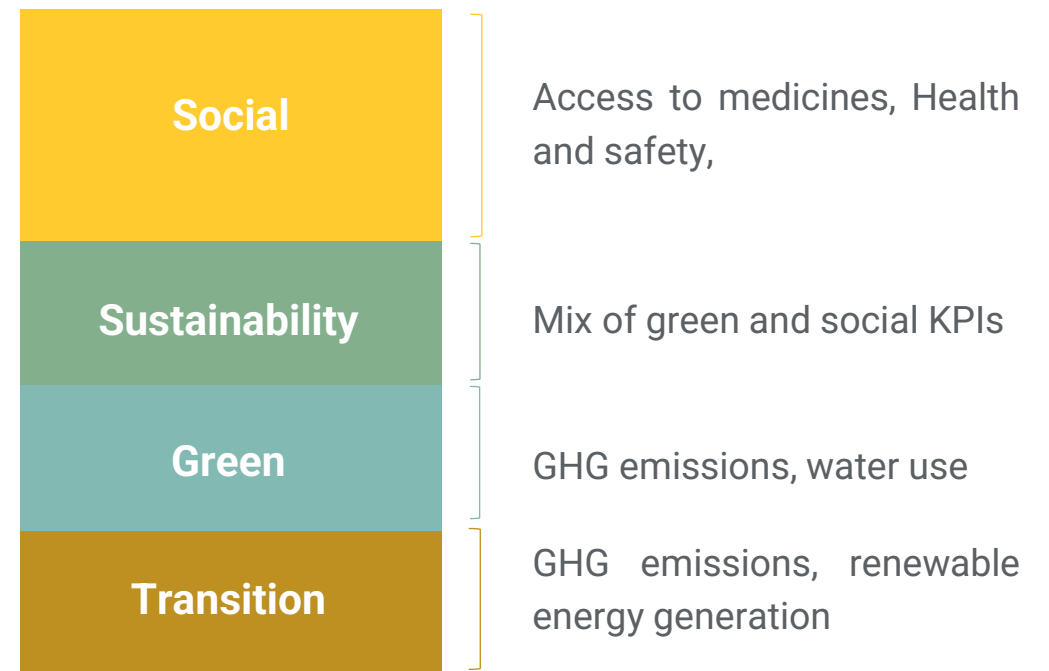 Social
Access to medicines, Health
and safety,
Sustainability
Mix of green and social KPIs
Green
GHG emissions, water use
Transition
GHG emissions, renewable
energy generation